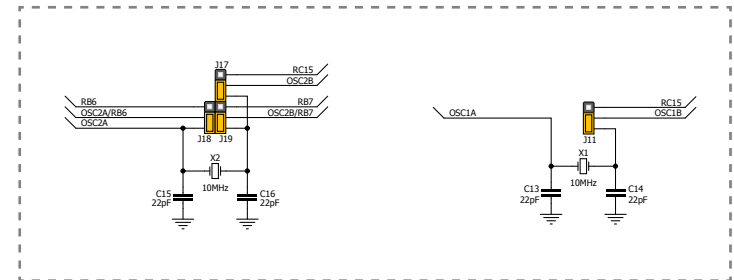 J17
RC15
OSC2B
RB6
RB7
OSC2A/RB6
OSC2B/RB7
OSC2A
J18
J19
X2
10MHz
C15
22pF
C16
22pF
RC15
OSC1A
OSC1B
J11
X1
10MHz
C13
22pF
C14
22pF